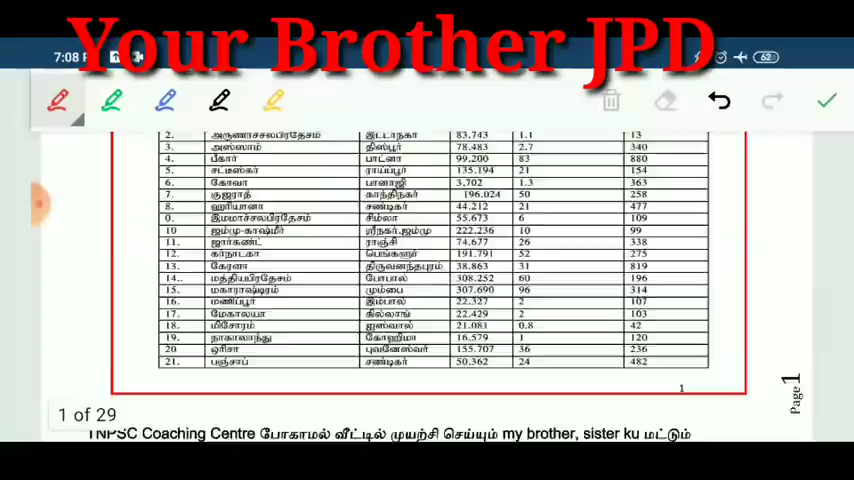 Your Brother JPD
7:08 62
2. அருணாச்சலபிரதேசம் இட்டாநகர் 83.743 1.1 13
3. அஸ்ஸாம் திஸ்பூர் 78.483 2.7 340
4. பீகார் பாட்னா 99.200 83 880
5. சட்டீஸ்கர் ராய்ப்பூர் 135.194 21 154
6. கோவா பானாஜி 3,702 1.3 363
7. குஜராத் காந்திநகர் 196.024 50 258
8. ஹரியானா சண்டிகர் 44.212 21 477
0. இமமாச்சலபிரதேசம் சிம்லா 55.673 6 109
10 ஜம்மு-காஷ்மீர் ஸ்ரீநகர்.ஜம்மு 222.236 10 99
11. ஜார்கண்ட் ராஞ்சி 74.677 26 338
12. கர்நாடகா பெங்களூர் 191.791 52 275
13. கேரளா திருவனந்தபுரம் 38.863 31 819
14.. மத்தியபிரதேசம் போபால் 308.252 60 196
15. மகாராஷ்டிரம் மும்பை 307.690 96 314
16. மணிப்பூர் இம்பால் 22.327 2 107
17. மேகாலயா கில்லாங் 22.429 2 103
18. மிசோரம் ஐஸ்வால் 21.081 0.8 42
19. நாகாலாந்து கோஹிமா 16.579 1 120
20 ஒரிசா புவனேஸ்வர் 155.707 36 236
21. பஞ்சாப் சண்டிகர் 50.362 24 482
1
Page 1
1 of 29
TNPSC Coaching Centre போகாமல் வீட்டில் முயற்சி செய்யும் my brother, sister ku மட்டும்